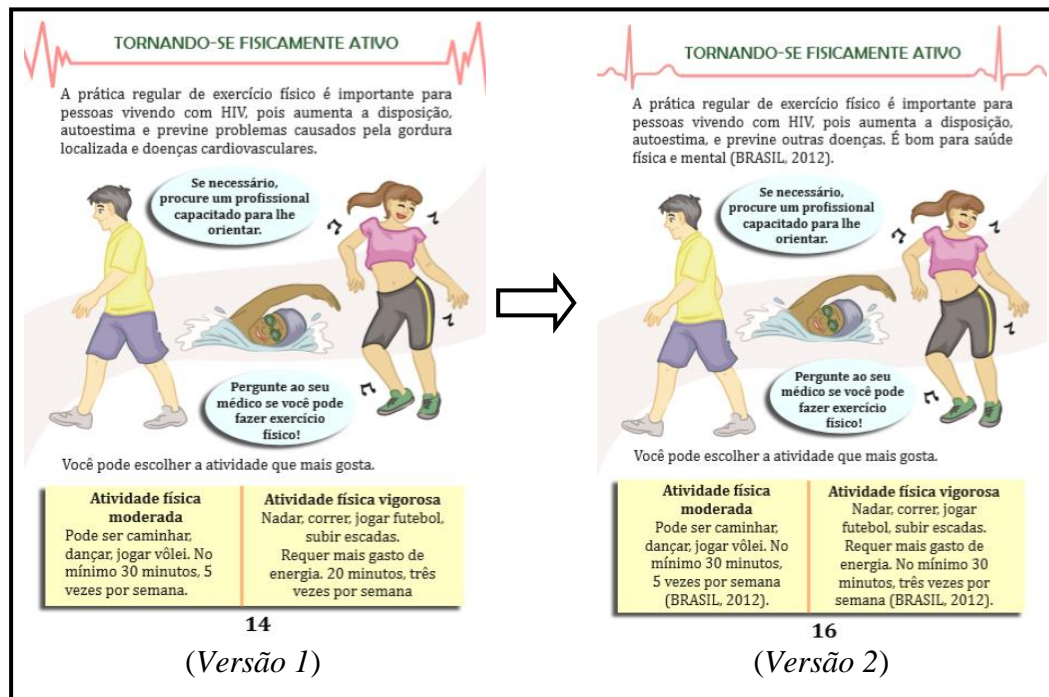 TORNANDO-SE FISICAMENTE ATIVO
A prática regular de exercício físico é importante para
pessoas vivendo com HIV, pois aumenta a disposição,
autoestima e previne problemas causados pela gordura
localizada e doenças cardiovasculares.
Se necessário,
procure um profissional
capacitado para lhe
orientar.
Pergunte ao seu
médico se você pode
fazer exercício
físico!
Você pode escolher a atividade que mais gosta.
Atividade física
moderada
Pode ser caminhar,
dançar, jogar vôlei. No
mínimo 30 minutos, 5
vezes por semana.
Atividade física vigorosa
Nadar, correr, jogar futebol,
subir escadas.
Requer mais gasto de
energia. 20 minutos, três
vezes por semana
14
(Versão 1)
TORNANDO-SE FISICAMENTE ATIVO
A prática regular de exercício físico é importante para
pessoas vivendo com HIV, pois aumenta a disposição,
autoestima, e previne outras doenças. É bom para saúde
física e mental (BRASIL, 2012).
Se necessário,
procure um profissional
capacitado para lhe
orientar.
Pergunte ao seu
médico se você pode
fazer exercício
físico!
Você pode escolher a atividade que mais gosta.
Atividade física
moderada
Pode ser caminhar,
dançar, jogar vôlei. No
mínimo 30 minutos,
5 vezes por semana
(BRASIL, 2012).
Atividade física vigorosa
Nadar, correr, jogar
futebol, subir escadas.
Requer mais gasto de
energia. No mínimo 30
minutos, três vezes por
semana (BRASIL, 2012).
16
(Versão 2)